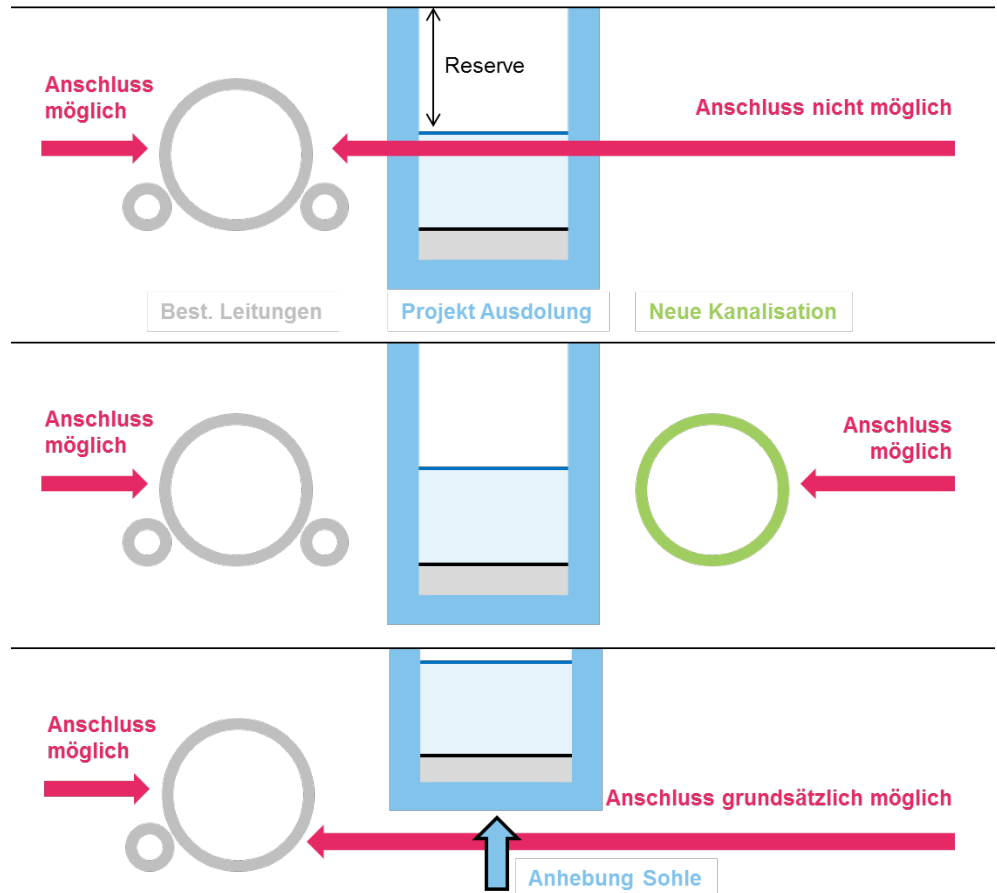 Reserve
Anschluss
möglich
Anschluss nicht möglich
Best. Leitungen
Projekt Ausdolung
Neue Kanalisation
Anschluss
möglich
Anschluss
möglich
Anschluss
möglich
Anschluss grundsätzlich möglich
Anhebung Sohle